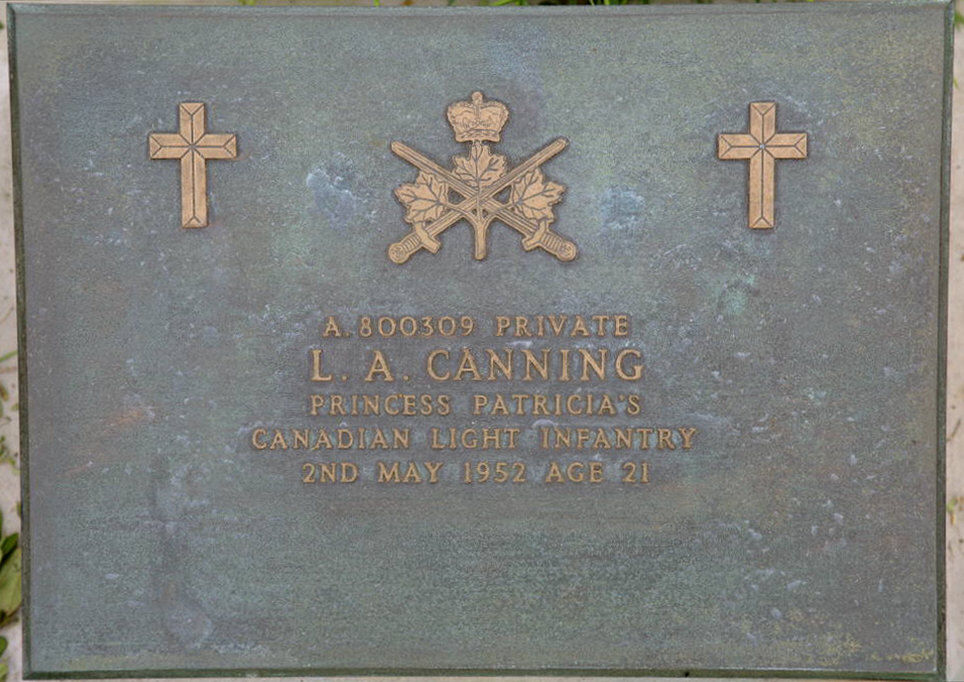 A. 800309 PRIVATE
L. A. CANNING
PRINCESS PATRICIA'S
CANADIAN LIGHT INFANTRY
2ND MAY 1952 AGE 21